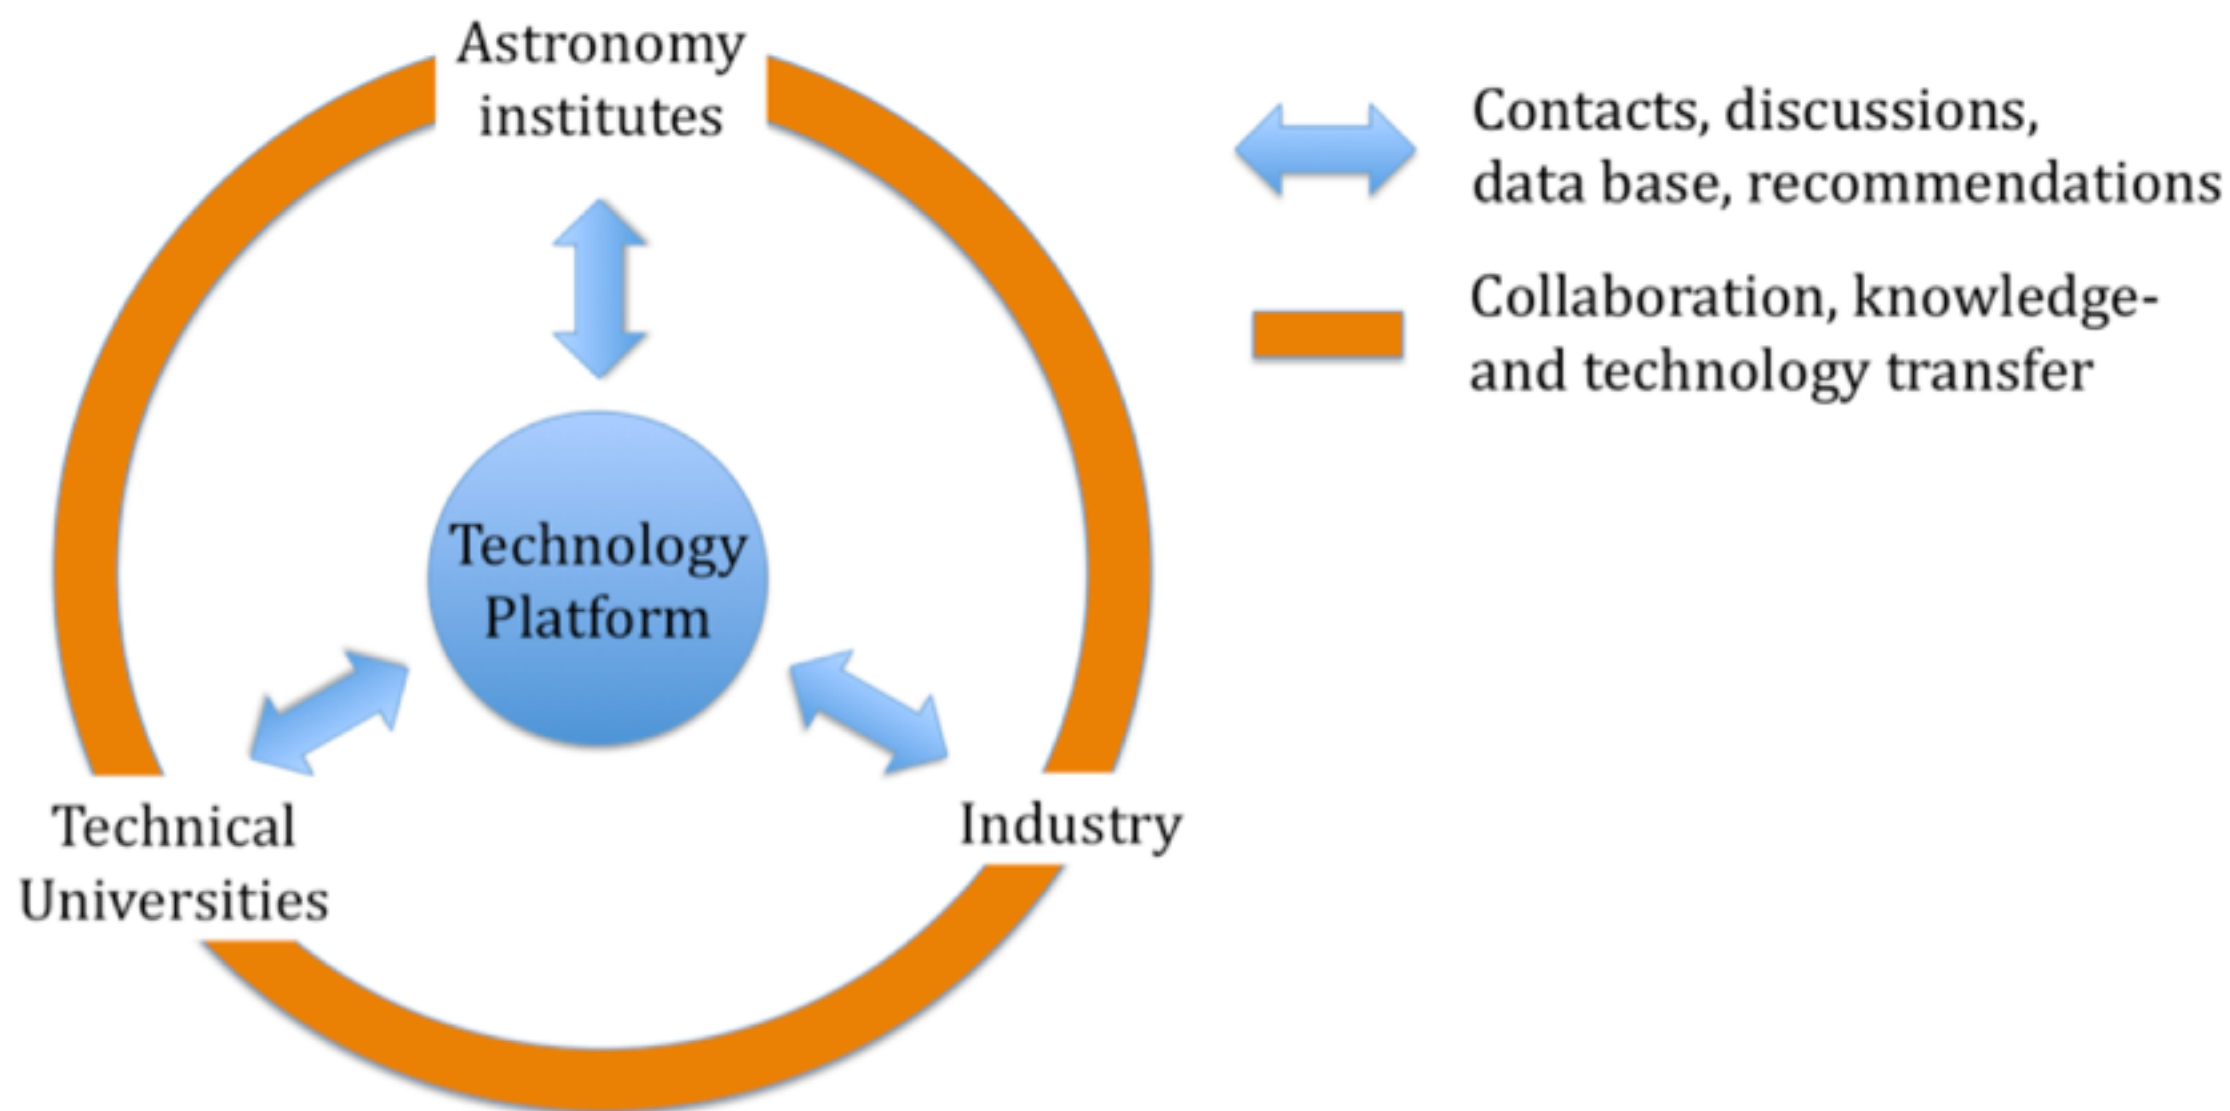 Astronomy
institutes
Contacts, discussions,
data base, recommendations
Collaboration, knowledge-
and technology transfer
Technology
Platform
Technical
Universities
Industry